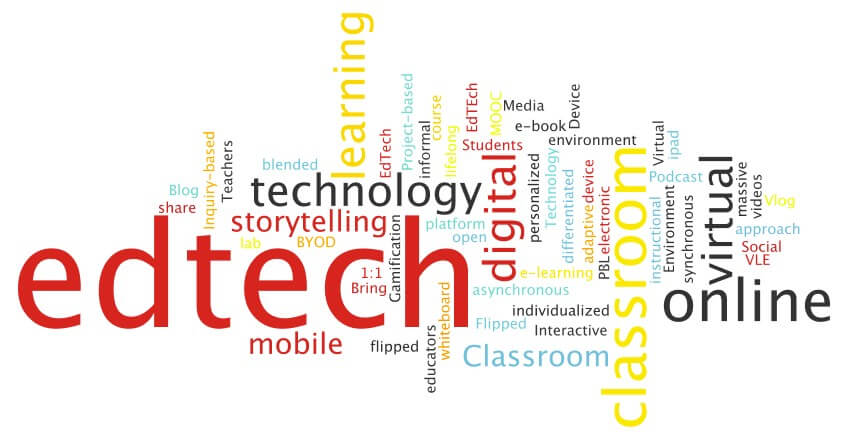 learning
EdTech
Project-based
informal
course
lifelong
EdTEch
MOOC
Media
Device
e-book
Students
environment
Virtual
ipad
Inquiry-based
Teachers
blended
Blog
share
technology
storytelling
lab
BYOD
platform
open
digital
personalized
Technology
differentiated
adaptive
device
electronic
PBL
classroom
Podcast
instructional
Environment
synchronous
virtual
massive
videos
Vlog
approach
Social
VLE
edtech
1:1
Bring
Gamification
e-learning
asynchronous
individualized
Interactive
Flipped
online
mobile
flipped
educators
whiteboard
Classroom